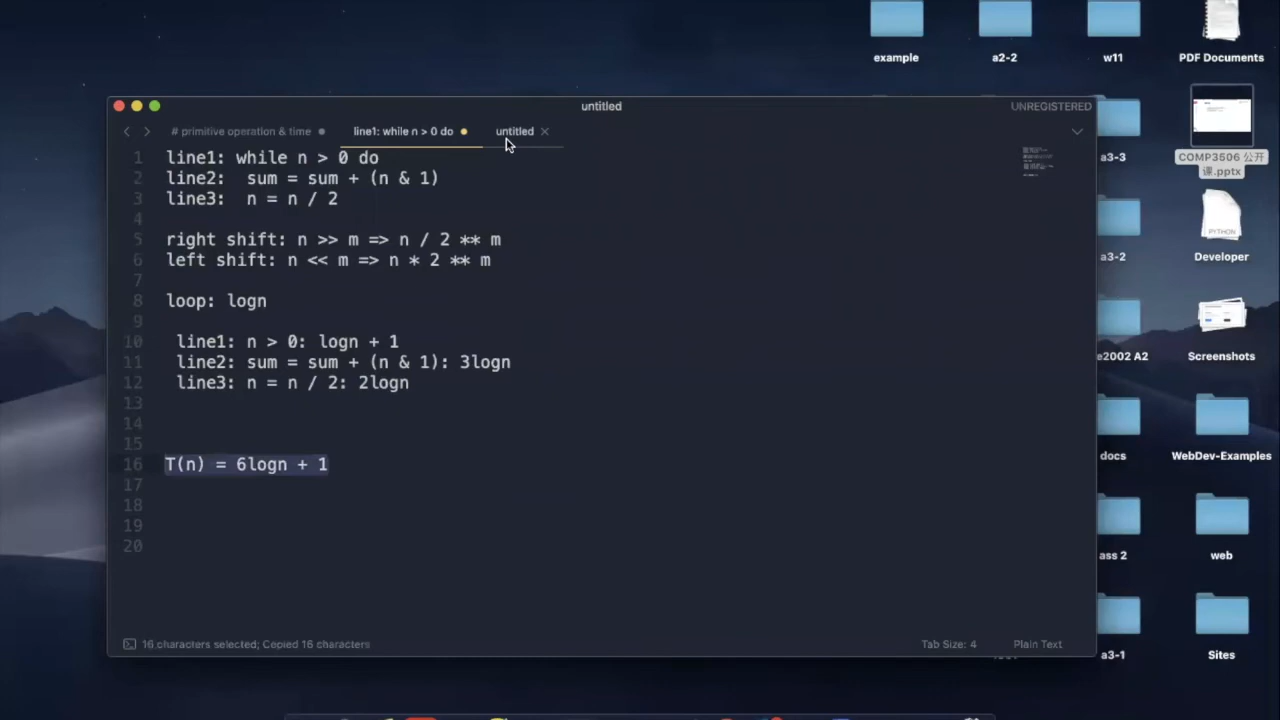 example
a2-2
w11
PDF Documents
untitled
UNREGISTERED
# primitive operation & time
line1: while n > 0 do
untitled
1 line1: while n > 0 do
2 line2:  sum = sum + (n & 1)
3 line3:  n = n / 2
4
5 right shift: n >> m => n / 2 ** m
6 left shift: n << m => n * 2 ** m
7
8 loop: logn
9
10  line1: n > 0: logn + 1
11  line2: sum = sum + (n & 1): 3logn
12  line3: n = n / 2: 2logn
13
14
15
16 T(n) = 6logn + 1
17
18
19
20
16 characters selected; Copied 16 characters
Tab Size: 4
Plain Text
a3-3
COMP3506 公开
课.pptx
PYTHON
a3-2
Developer
e2002 A2
Screenshots
docs
WebDev-Examples
ass 2
web
a3-1
Sites